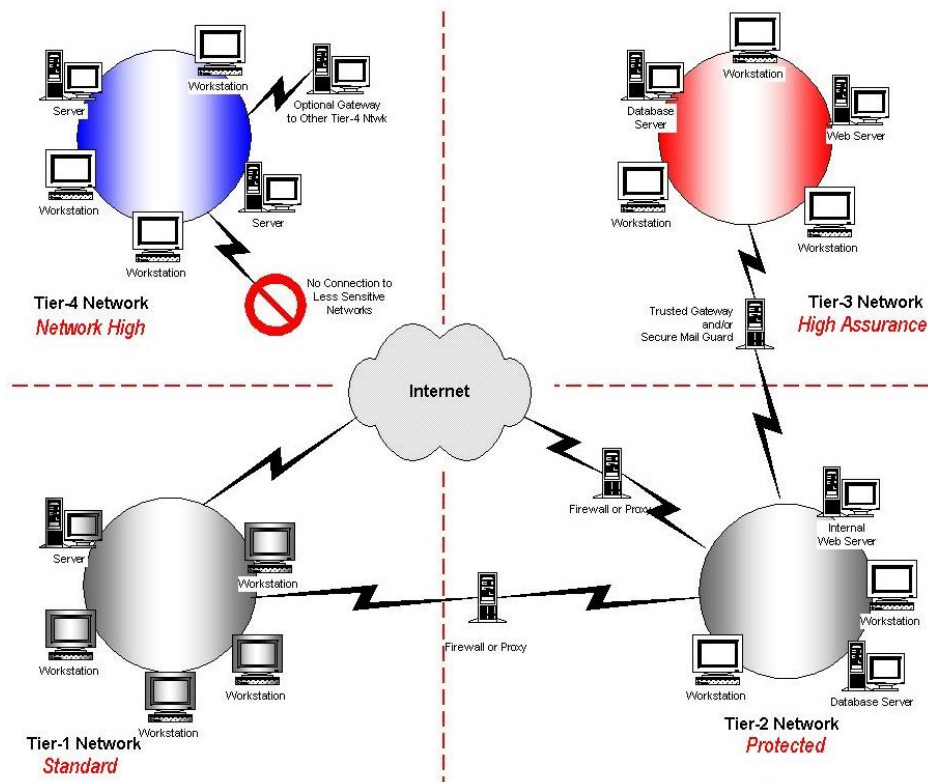 Workstation
Server
Workstation
Optional Gateway
to Other Tier-4 Ntwk
Workstation
Server
Workstation
No Connection to
Less Sensitive
Networks
Tier-4 Network
Network High
Workstation
Database
Server
Web Server
Workstation
Workstation
Trusted Gateway
and/or
Secure Mail Guard
Tier-3 Network
High Assurance
Internet
Server
Workstation
Workstation
Workstation
Workstation
Tier-1 Network
Standard
Firewall or Proxy
Firewall or Proxy
Internal
Web Server
Workstation
Workstation
Database Server
Tier-2 Network
Protected